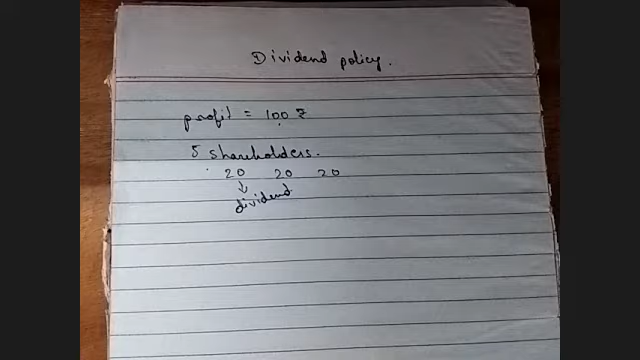 Dividend policy.
profit = 100 ₹
5 shareholders.
20 20 20
↓
dividend